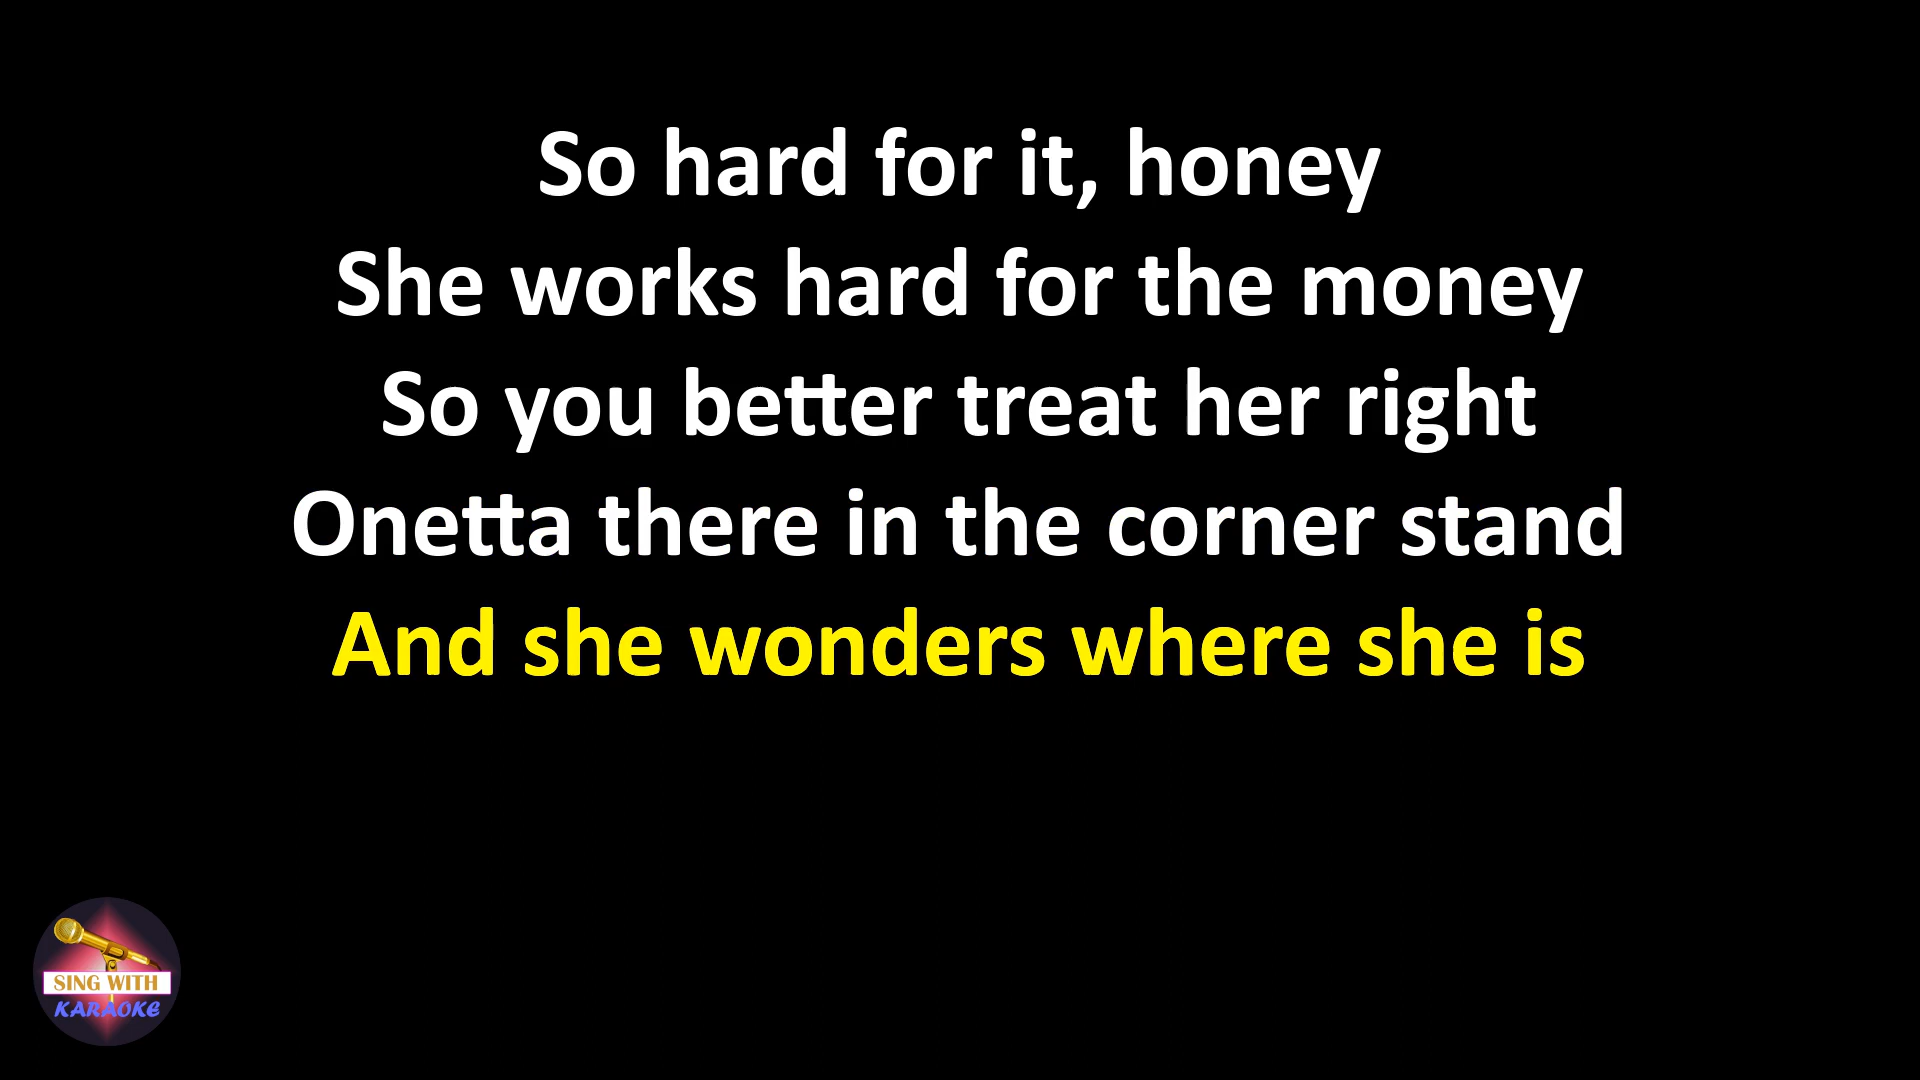 So hard for it, honey
She works hard for the money
So you better treat her right
Onetta there in the corner stand
And she wonders where she is
SING WITH
KARAOKE